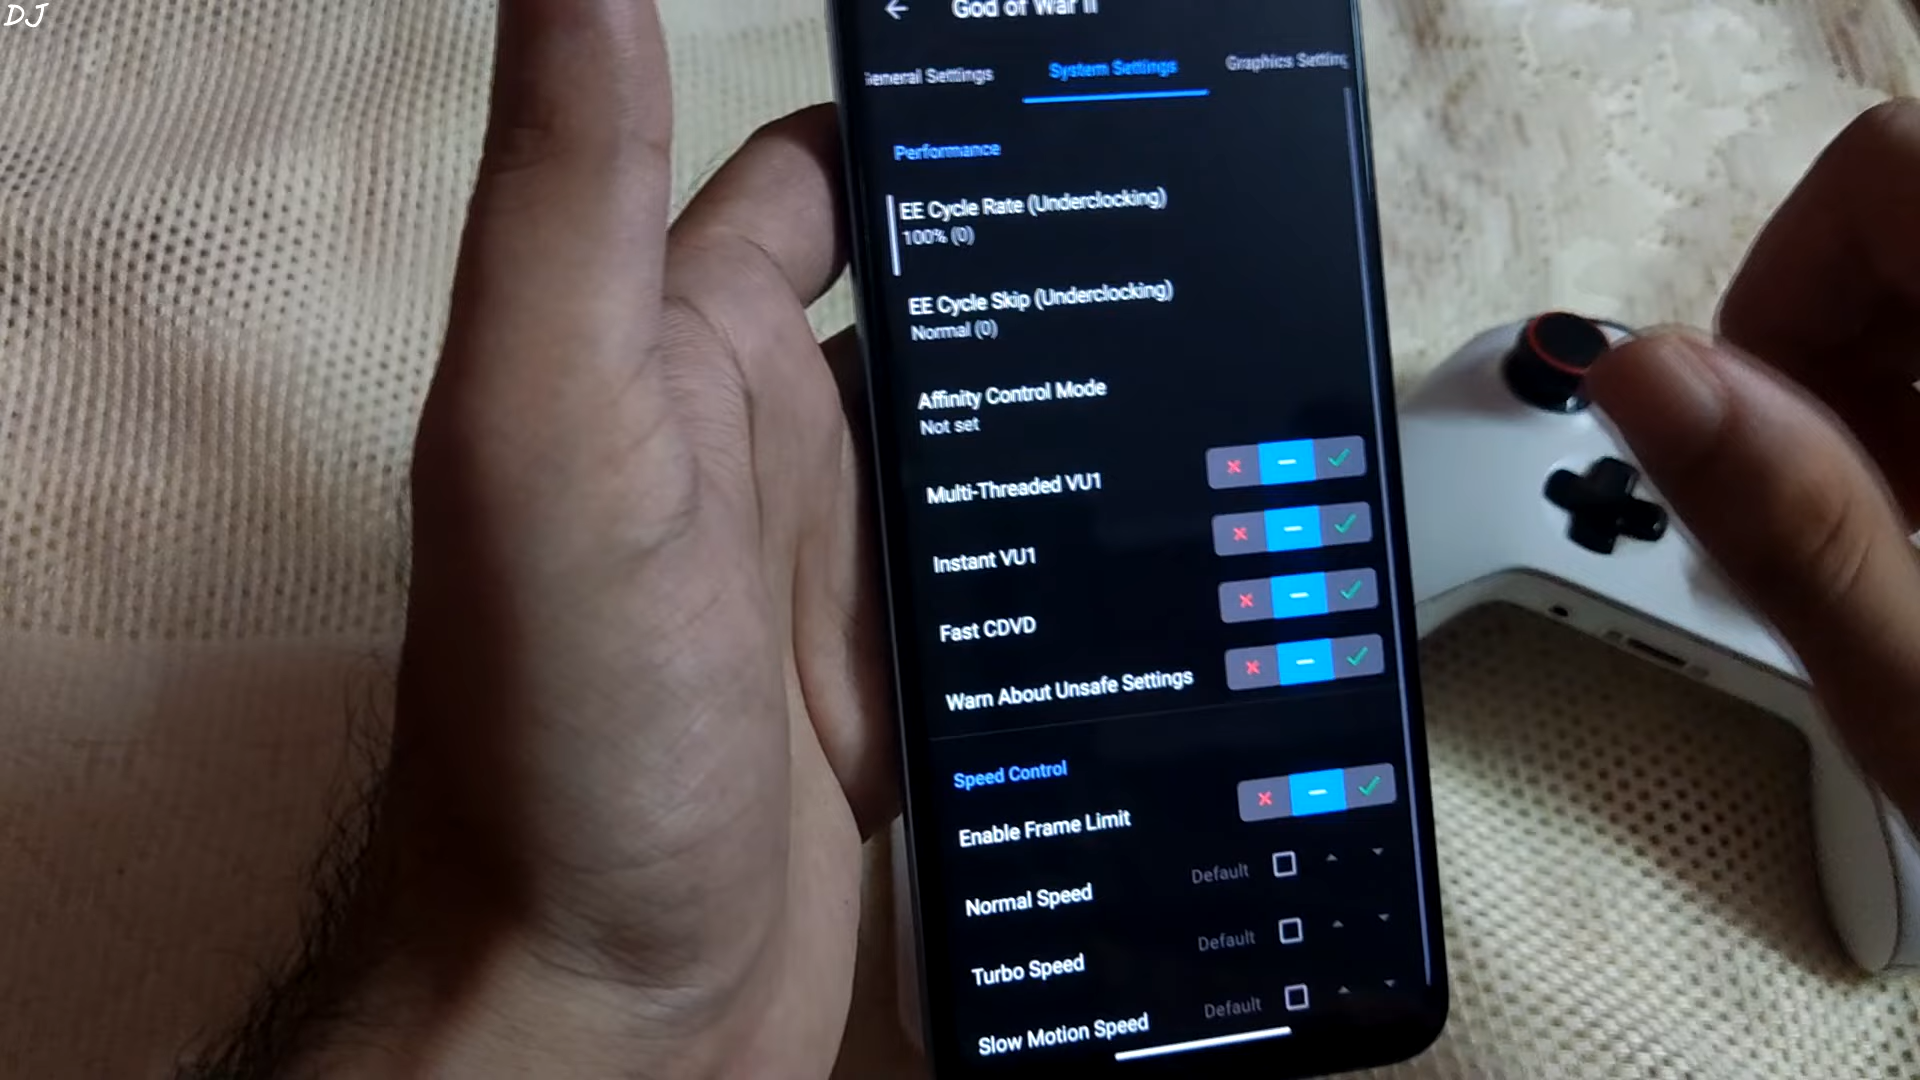 DJ
God of War II
General Settings
System Settings
Graphics Setting
Performance
EE Cycle Rate (Underclocking)
100% (0)
EE Cycle Skip (Underclocking)
Normal (0)
Affinity Control Mode
Not set
Multi-Threaded VU1
Instant VU1
Fast CDVD
Warn About Unsafe Settings
Speed Control
Enable Frame Limit
Normal Speed
Default
Turbo Speed
Default
Slow Motion Speed
Default